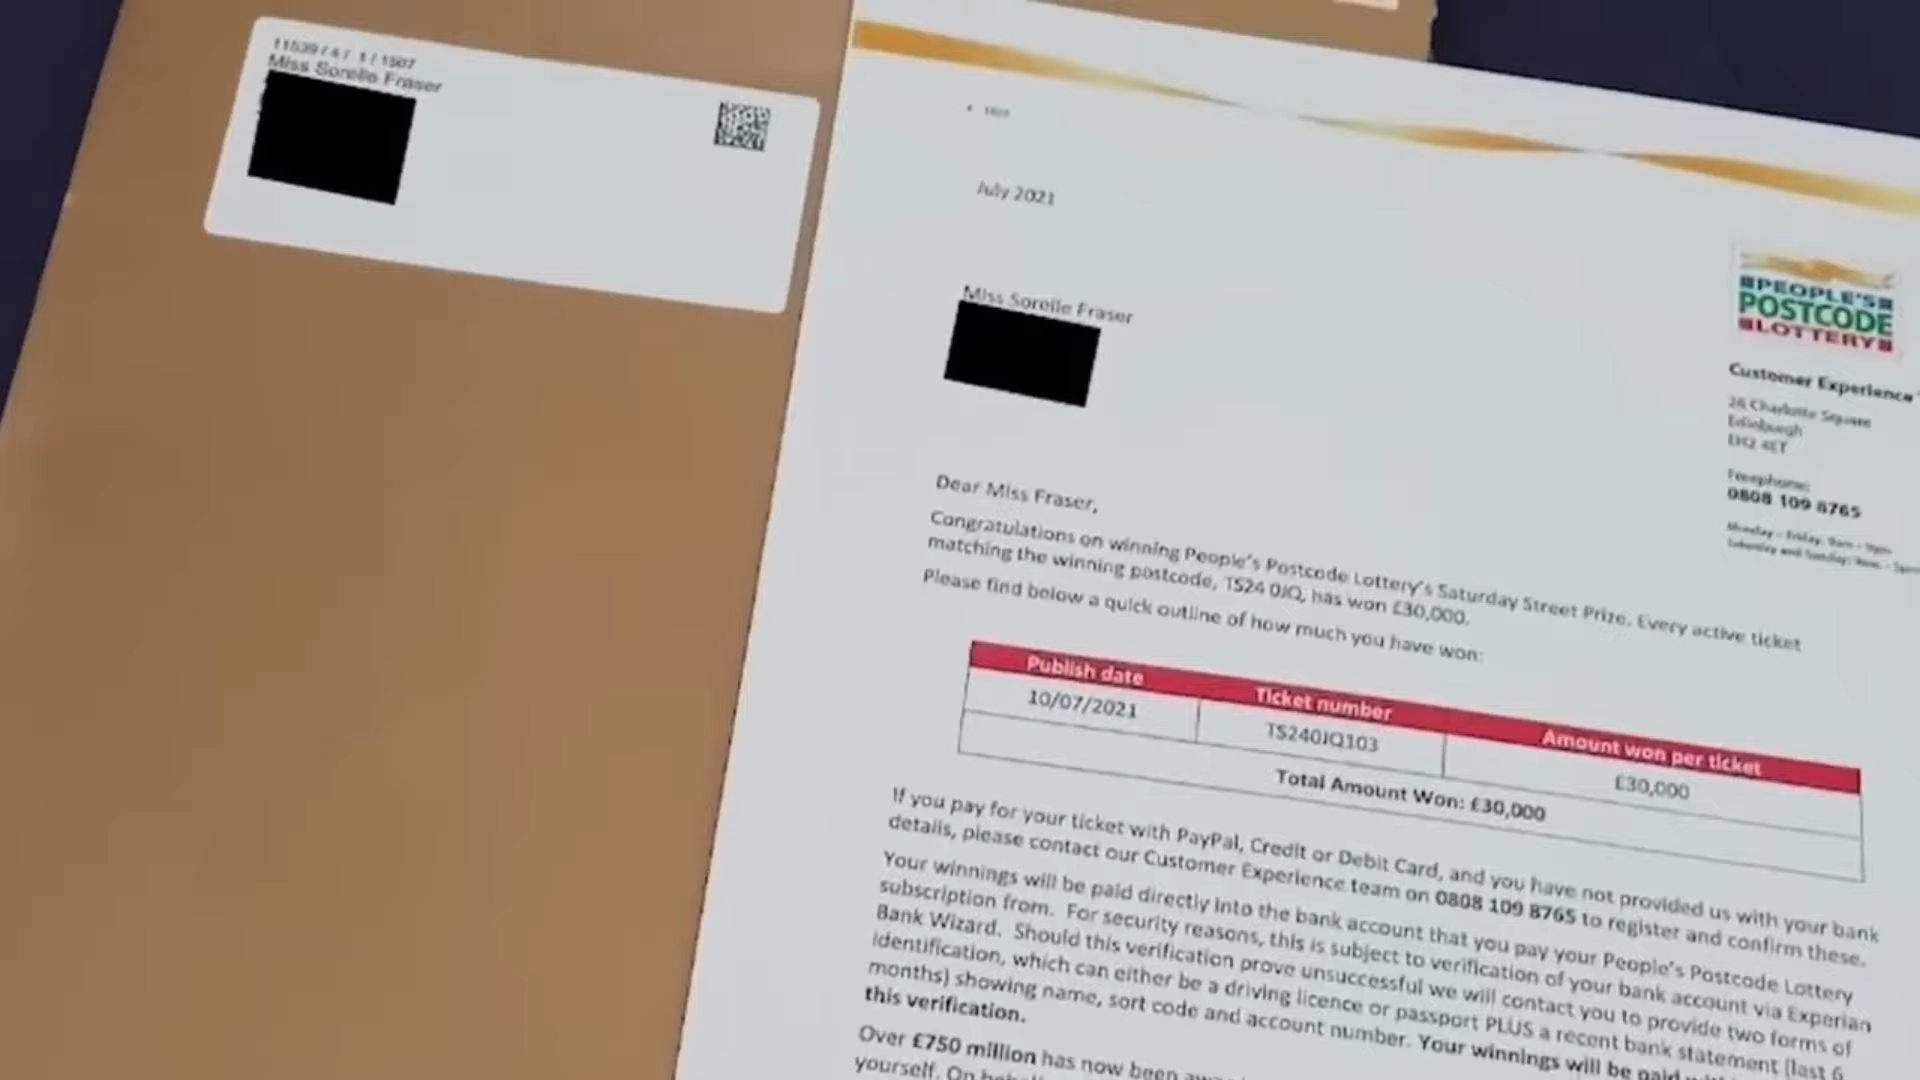 11539 / 4 / 1 / 1507
Miss Sorelle Fraser
July 2021
Miss Sorelle Fraser
PEOPLE'S
POSTCODE
LOTTERY
Customer Experience
28 Charlotte Square
Edinburgh
EH2 4ET
Freephone:
0808 109 8765
Dear Miss Fraser,
Congratulations on winning People's Postcode Lottery's Saturday Street Prize. Every active ticket
matching the winning postcode, TS24 0JQ, has won £30,000.
Please find below a quick outline of how much you have won:
Publish date Ticket number Amount won per ticket
10/07/2021 TS240JQ103 £30,000
Total Amount Won: £30,000
If you pay for your ticket with PayPal, Credit or Debit Card, and you have not provided us with your bank
details, please contact our Customer Experience team on 0808 109 8765 to register and confirm these.
Your winnings will be paid directly into the bank account that you pay your People's Postcode Lottery
subscription from. For security reasons, this is subject to verification of your bank account via Experian
Bank Wizard. Should this verification prove unsuccessful we will contact you to provide two forms of
identification, which can either be a driving licence or passport PLUS a recent bank statement (last 6
months) showing name, sort code and account number. Your winnings will be paid
this verification.
Over £750 million has now been
yourself. On